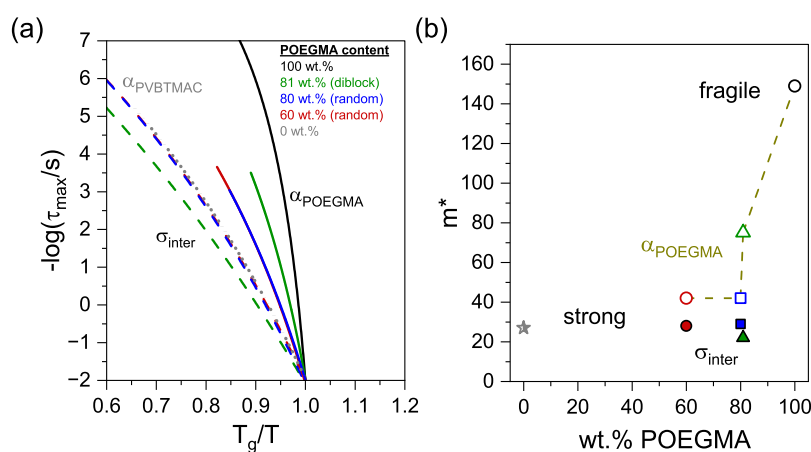 (a)
-log(τmax/s)
7
6
5
4
3
2
1
0
−1
−2
0.6
0.7
0.8
0.9
1.0
1.1
1.2
Tg/T
αPVBTMAC
POEGMA content
100 wt.%
81 wt.% (diblock)
80 wt.% (random)
60 wt.% (random)
0 wt.%
αPOEGMA
σinter
(b)
m*
160
140
120
100
80
60
40
20
0
0
20
40
60
80
100
wt.% POEGMA
fragile
αPOEGMA
strong
σinter